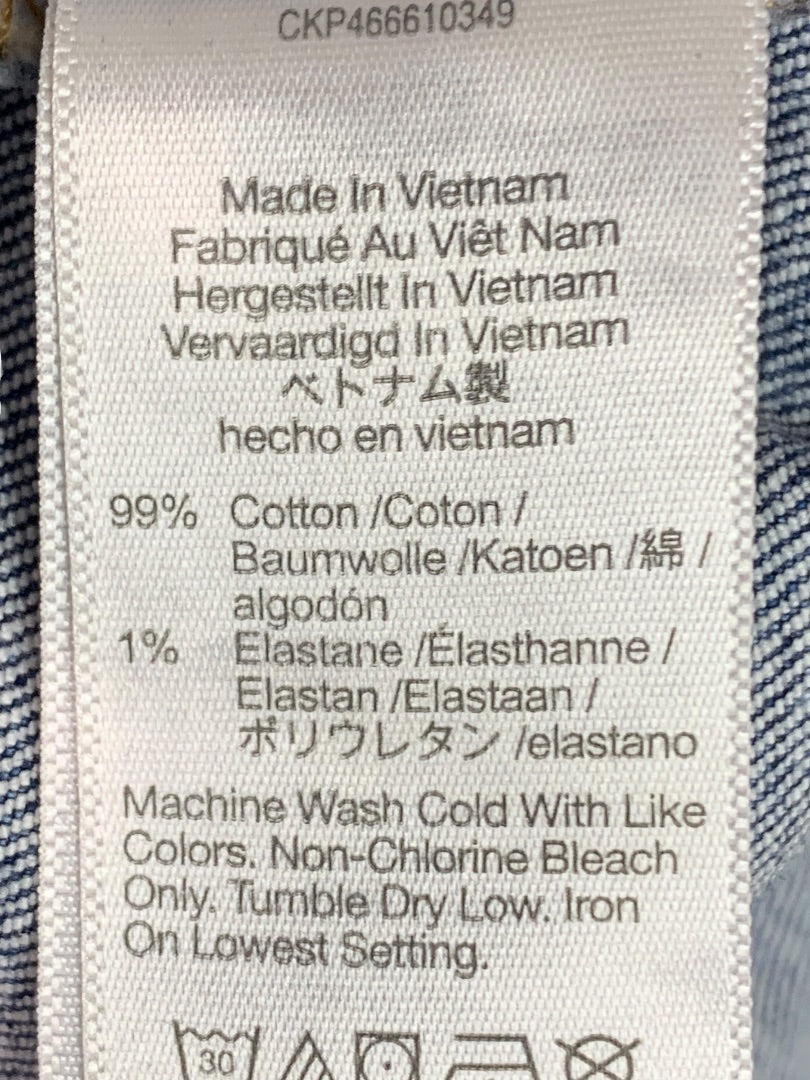 CKP466610349
Made In Vietnam
Fabriqué Au Viêt Nam
Hergestellt In Vietnam
Vervaardigd In Vietnam
ベトナム製
hecho en vietnam
99% Cotton /Coton /
Baumwolle /Katoen /綿 /
algodón
1% Elastane /Élasthanne /
Elastan /Elastaan /
ポリウレタン /elastano
Machine Wash Cold With Like
Colors. Non-Chlorine Bleach
Only. Tumble Dry Low. Iron
On Lowest Setting.
30